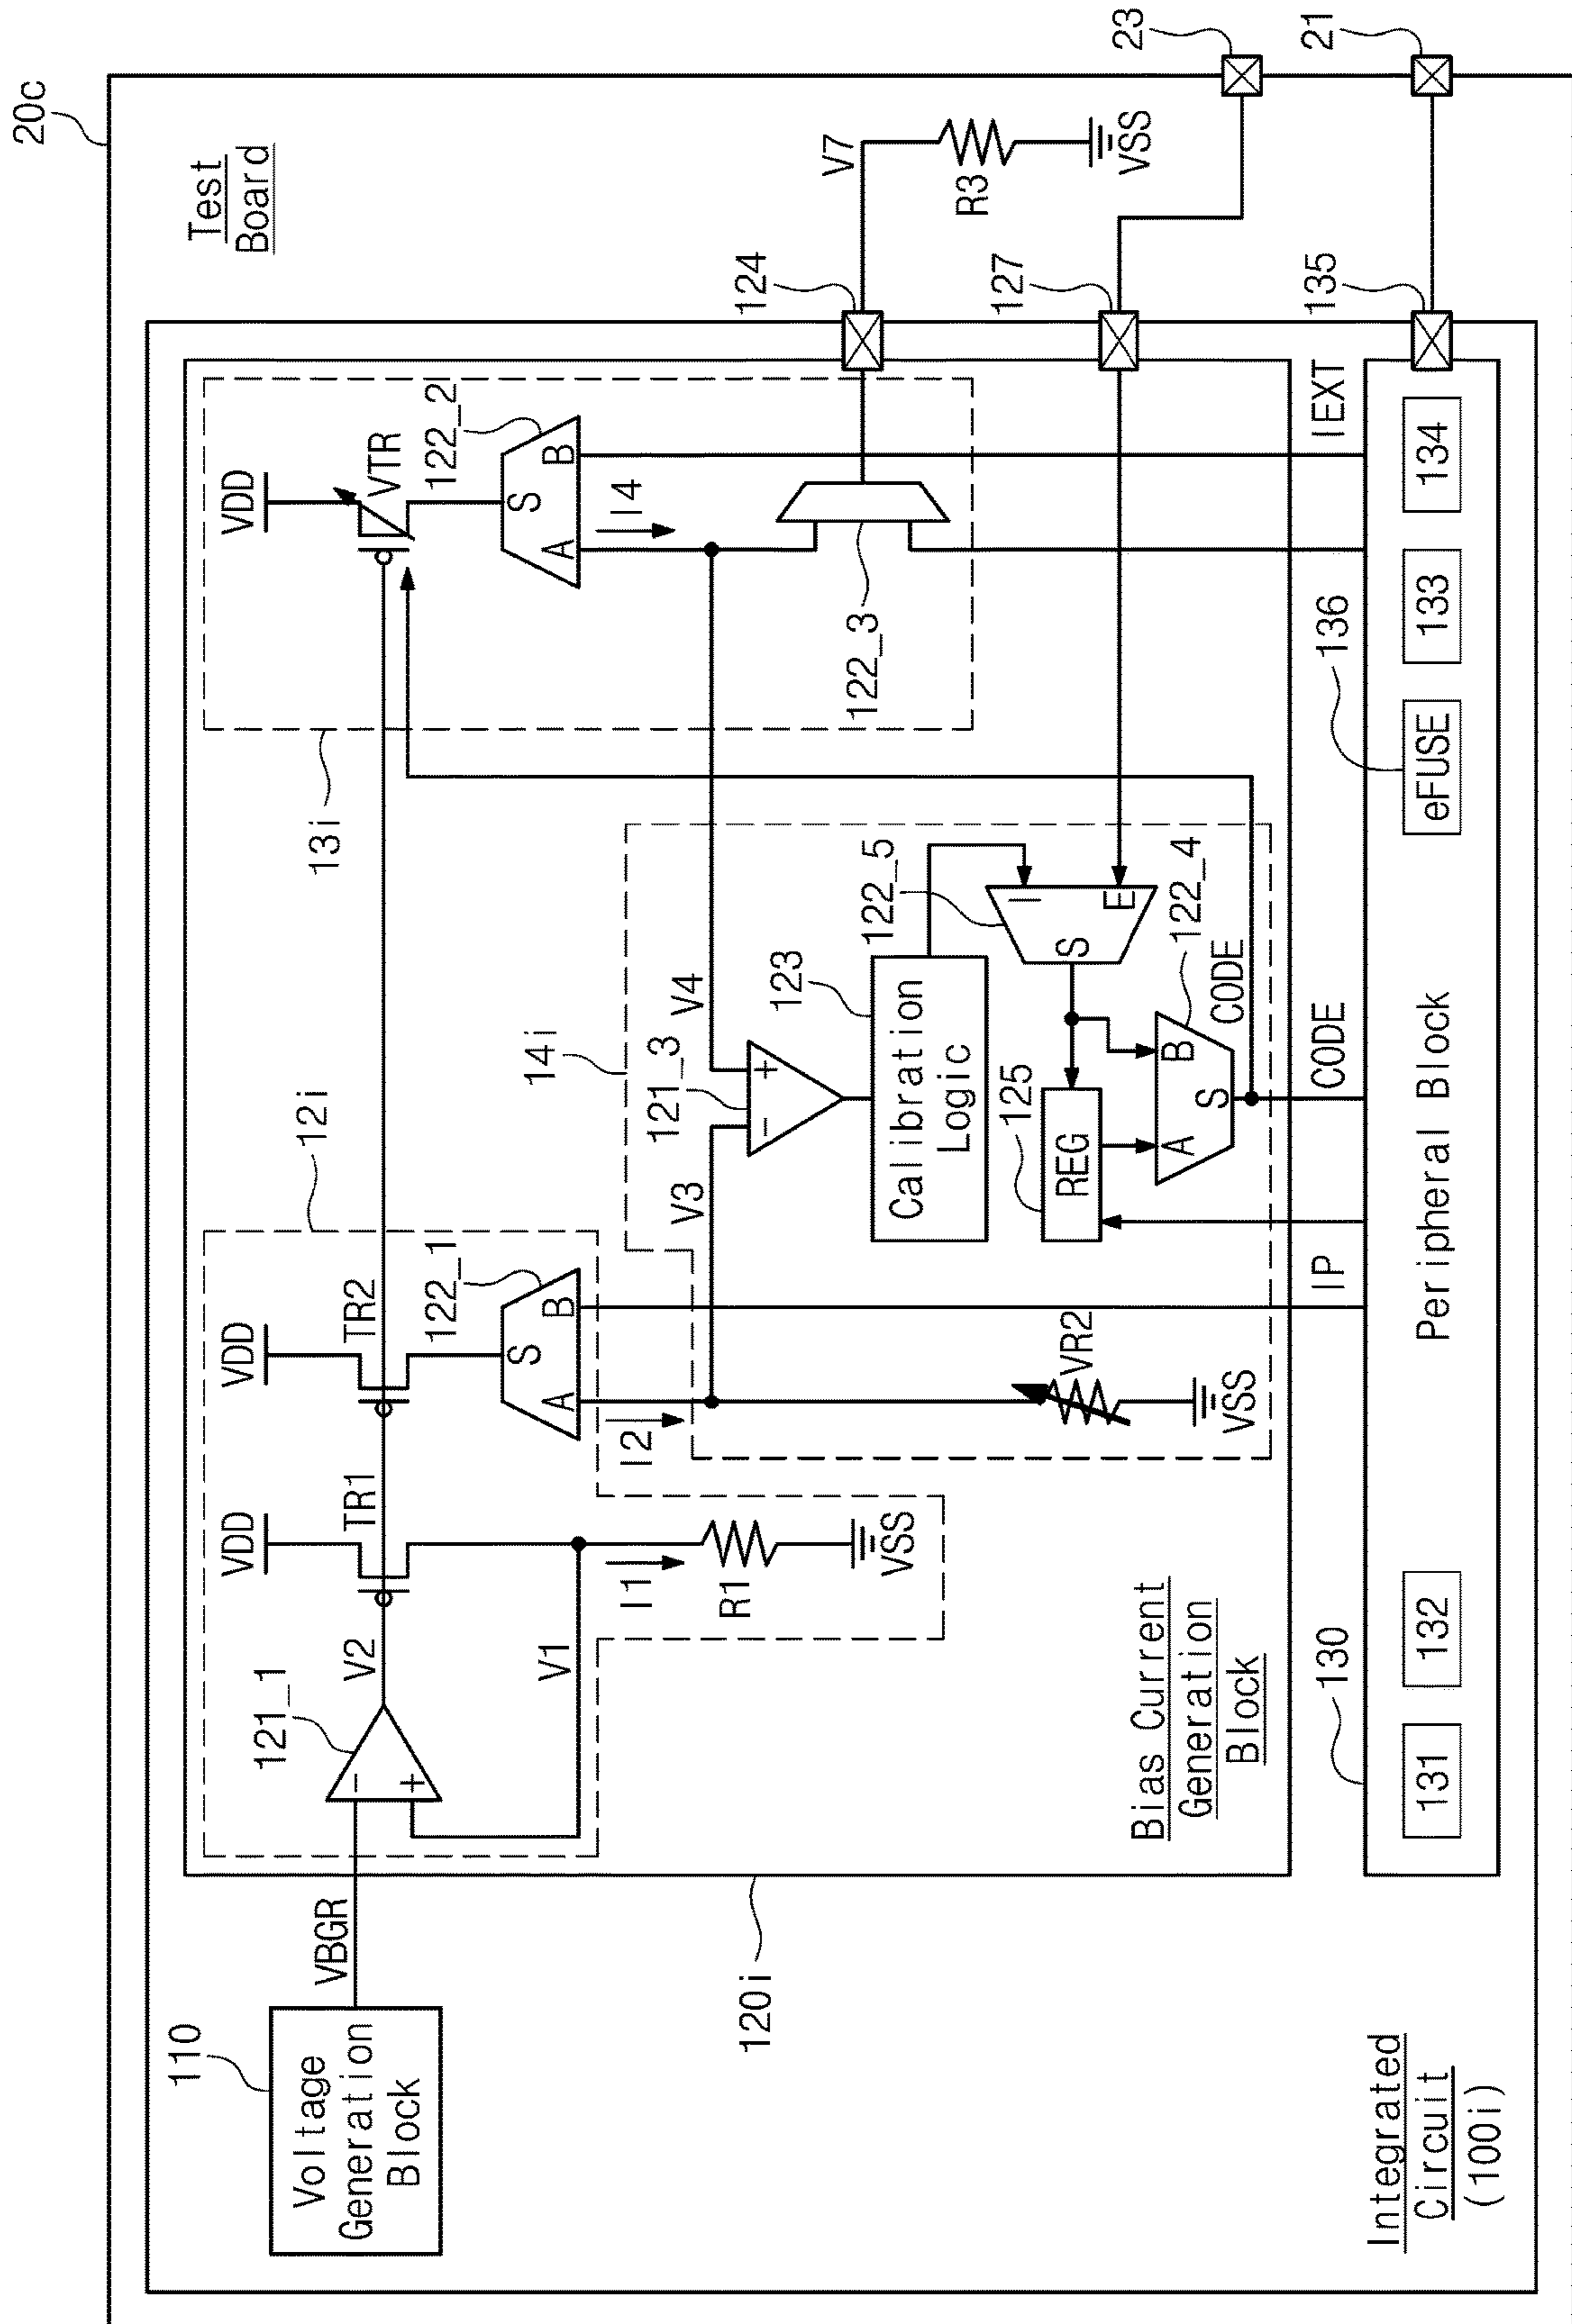 20c
Test
Board
110
Voltage
Generation
Block
VBGR
121_1
V2
V1
12i
VDD
TR1
I1
R1
VSS
VDD
TR2
122_1
S
A
B
I2
13i
VDD
VTR
122_2
S
A
B
I4
122_3
14i
V3
V4
121_3
−
+
−
+
VR2
VSS
123
Calibration
Logic
122_5
I
E
S
125
REG
122_4
A
B
S
CODE
124
V7
R3
VSS
127
23
135
21
120i
Bias Current
Generation
Block
IP
CODE
IEXT
130
131
132
Peripheral Block
136
eFUSE
133
134
Integrated
Circuit
(100i)